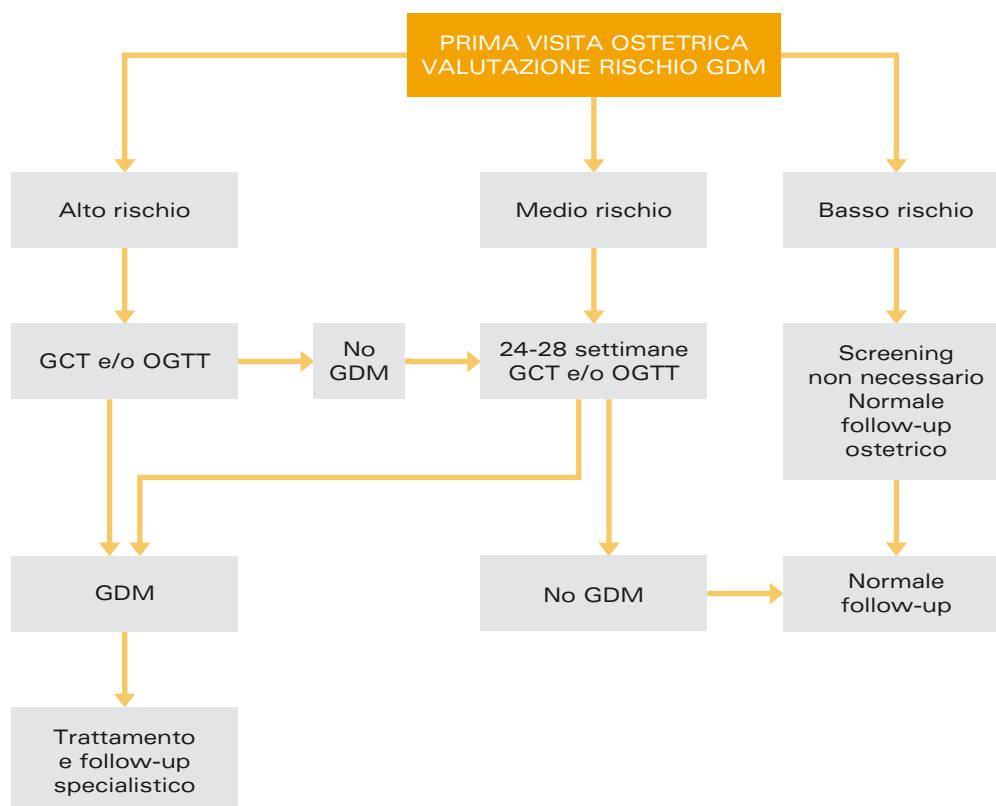 PRIMA VISITA OSTETRICA
VALUTAZIONE RISCHIO GDM
Alto rischio
Medio rischio
Basso rischio
GCT e/o OGTT
No
GDM
24-28 settimane
GCT e/o OGTT
Screening
non necessario
Normale
follow-up
ostetrico
GDM
No GDM
Normale
follow-up
Trattamento
e follow-up
specialistico